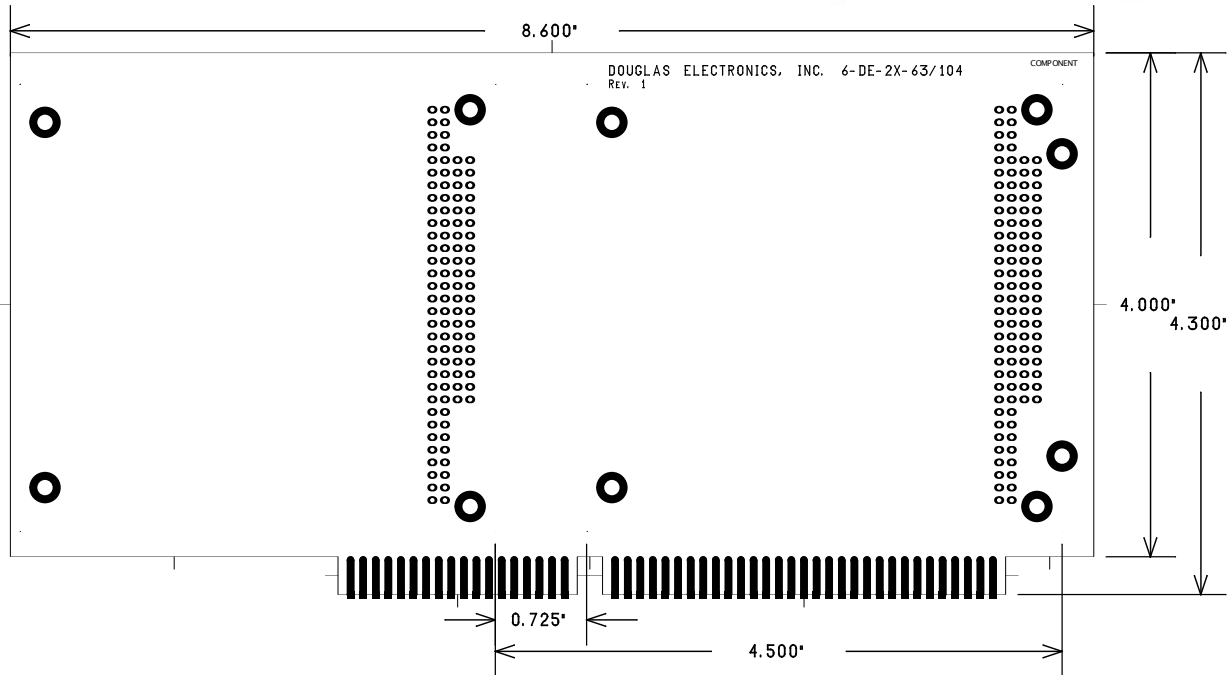 8.600"
DOUGLAS ELECTRONICS, INC. 6-DE-2X-63/104
REV. 1
COMPONENT
4.000"
4.300"
0.725"
4.500"